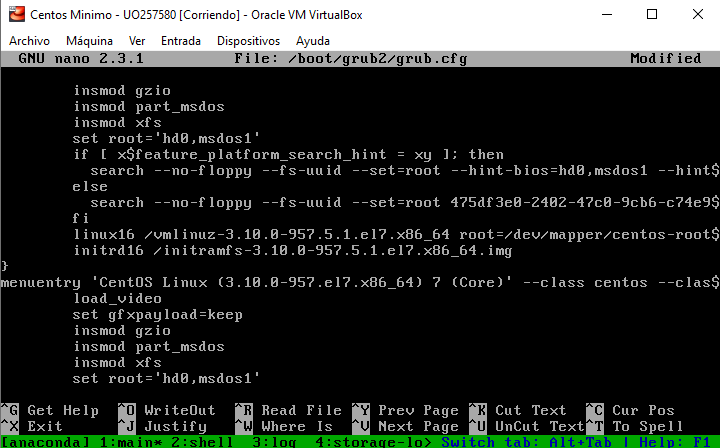 Centos Minimo - UO257580 [Corriendo] - Oracle VM VirtualBox
Archivo Máquina Ver Entrada Dispositivos Ayuda
GNU nano 2.3.1 File: /boot/grub2/grub.cfg Modified
insmod gzio
insmod part_msdos
insmod xfs
set root='hd0,msdos1'
if [ x$feature_platform_search_hint = xy ]; then
search --no-floppy --fs-uuid --set=root --hint-bios=hd0,msdos1 --hint$
else
search --no-floppy --fs-uuid --set=root 475df3e0-2402-47c0-9cb6-c74e9$
fi
linux16 /vmlinuz-3.10.0-957.5.1.el7.x86_64 root=/dev/mapper/centos-root$
initrd16 /initramfs-3.10.0-957.5.1.el7.x86_64.img
}
menuentry 'CentOS Linux (3.10.0-957.el7.x86_64) 7 (Core)' --class centos --clas$
load_video
set gfxpayload=keep
insmod gzio
insmod part_msdos
insmod xfs
set root='hd0,msdos1'
^G Get Help ^O WriteOut ^R Read File ^Y Prev Page ^K Cut Text ^C Cur Pos
^X Exit ^J Justify ^W Where Is ^V Next Page ^U UnCut Text ^T To Spell
[anaconda] 1:main* 2:shell 3:log 4:storage-lo> Switch tab: Alt+Tab | Help: F1